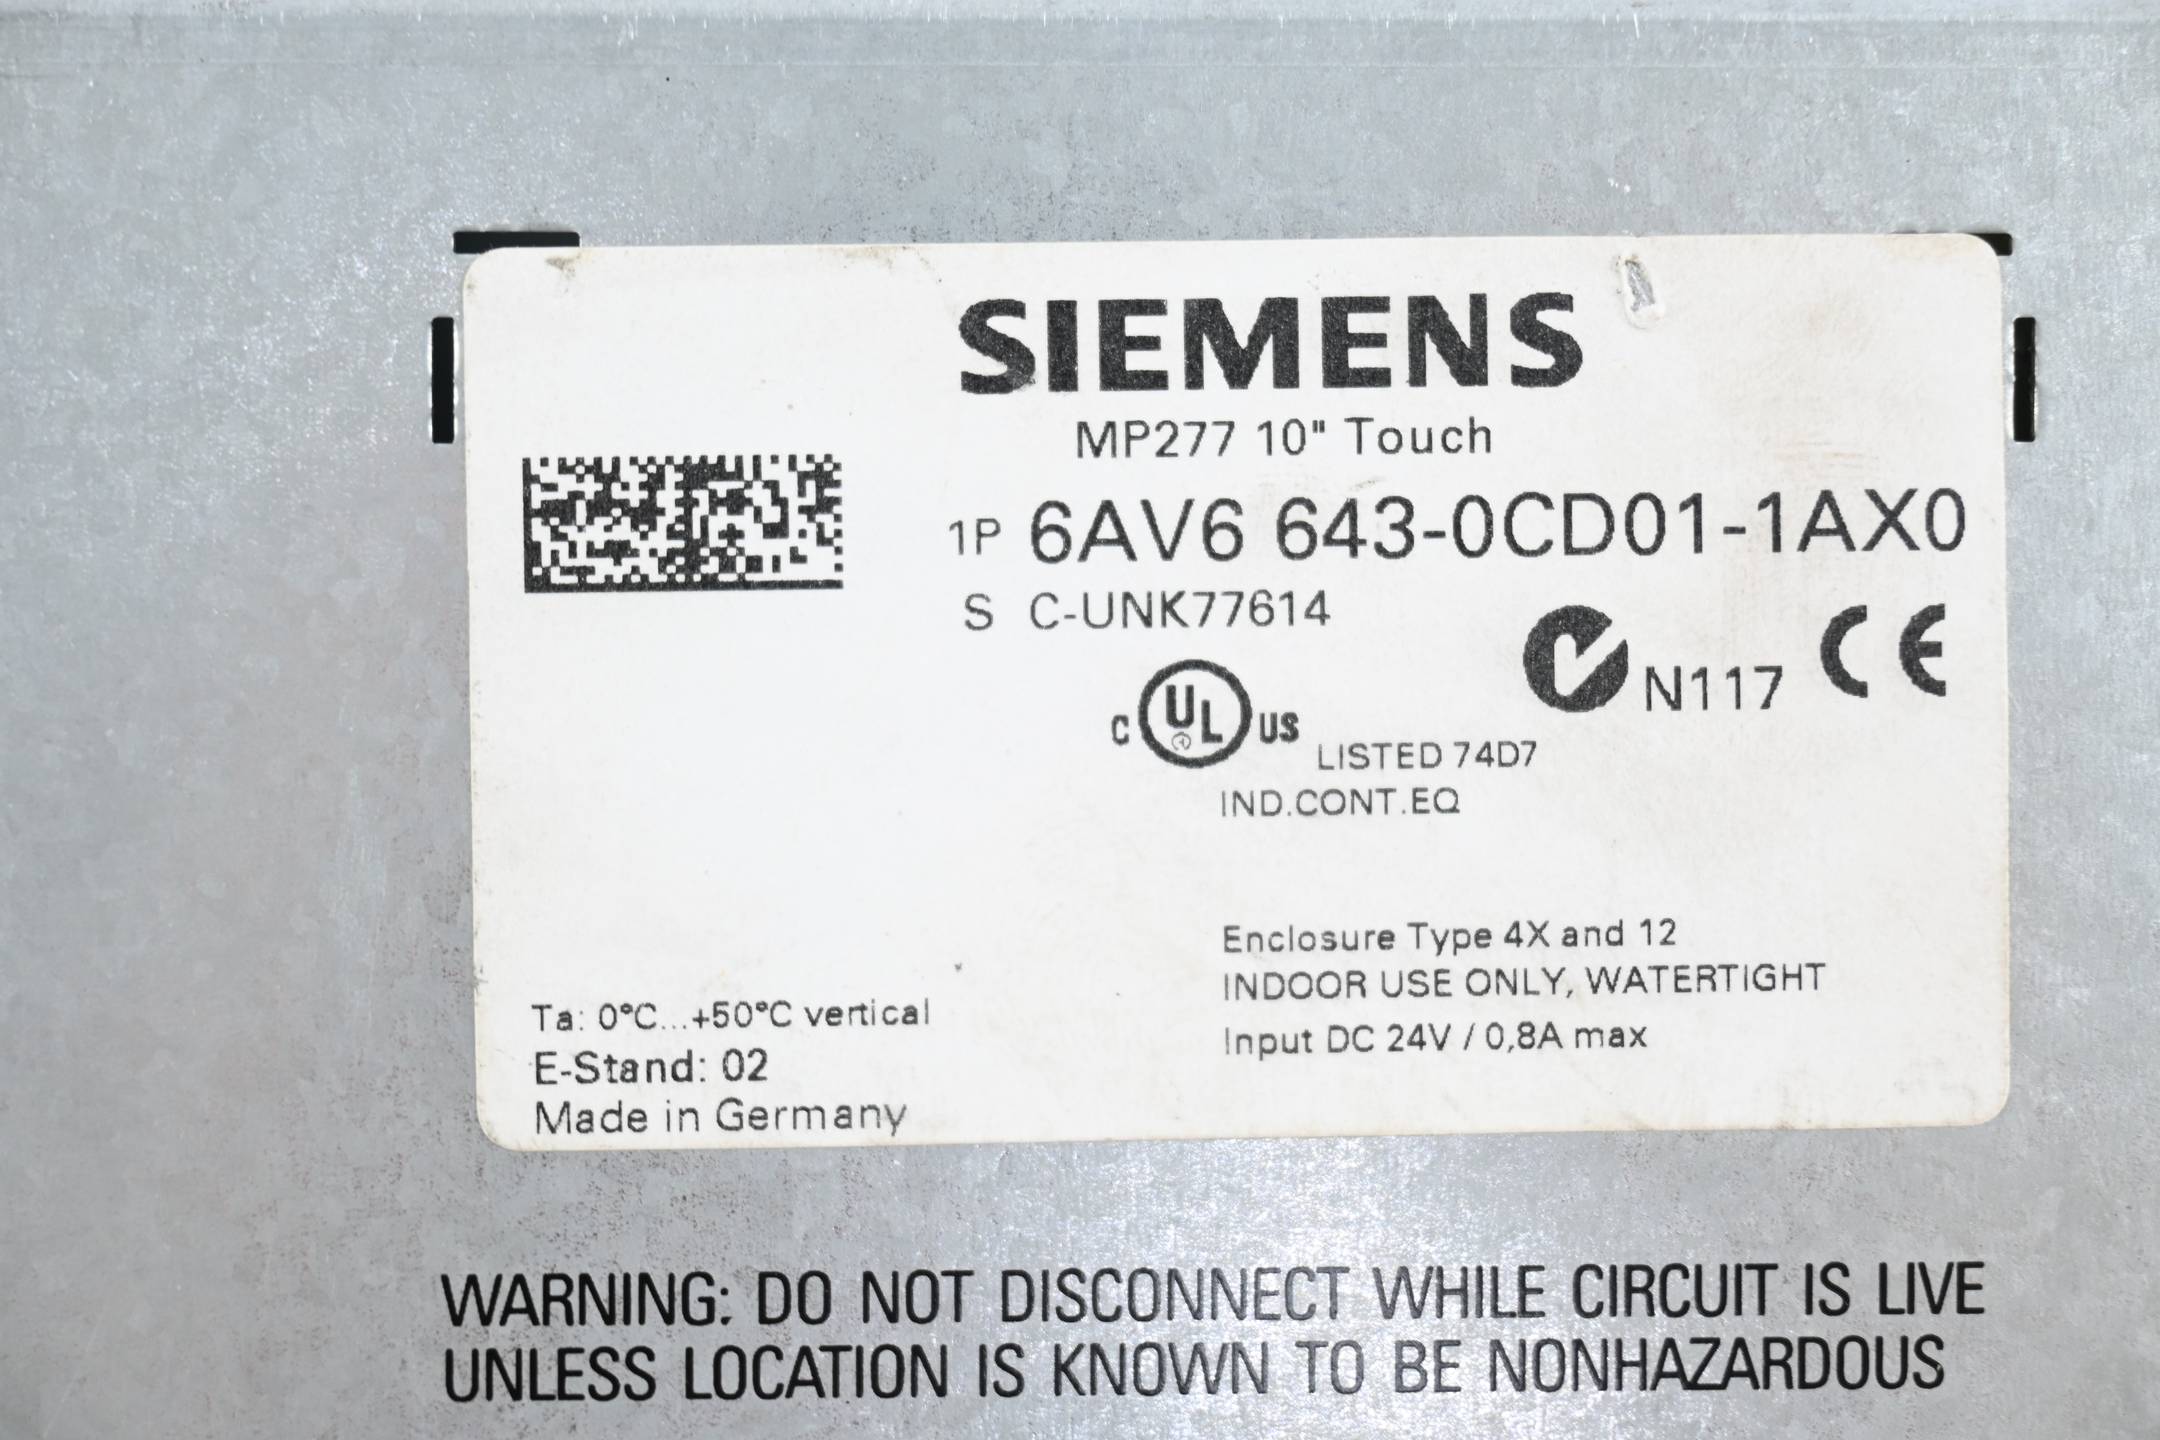 SIEMENS
MP277 10" Touch
1P 6AV6 643-0CD01-1AX0
S C-UNK77614
N117 CE
C UL US LISTED 74D7
IND.CONT.EQ
Enclosure Type 4X and 12
INDOOR USE ONLY, WATERTIGHT
Input DC 24V / 0,8A max
Ta: 0°C...+50°C vertical
E-Stand: 02
Made in Germany
WARNING: DO NOT DISCONNECT WHILE CIRCUIT IS LIVE
UNLESS LOCATION IS KNOWN TO BE NONHAZARDOUS